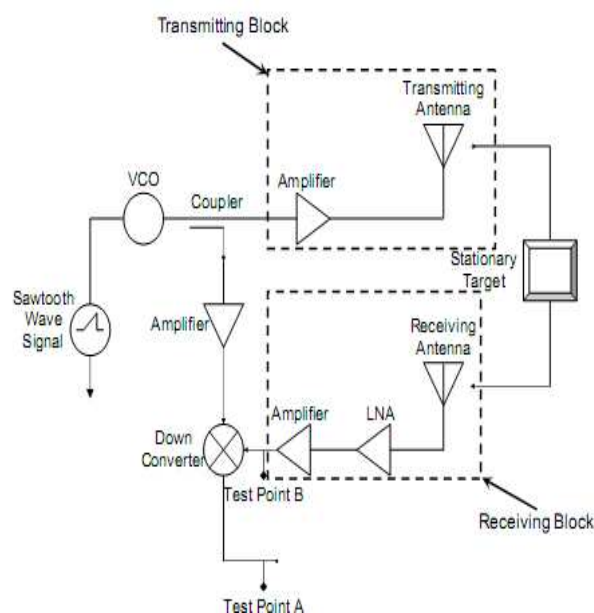 Transmitting Block
Transmitting
Antenna
VCO
Coupler
Amplifier
Stationary
Target
Sawtooth
Wave
Signal
Amplifier
Receiving
Antenna
Amplifier
LNA
Down
Converter
Test Point B
Receiving Block
Test Point A